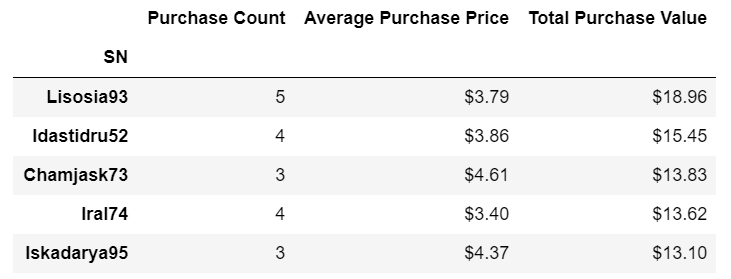 Purchase Count Average Purchase Price Total Purchase Value
SN
Lisosia93 5 $3.79 $18.96
Idastidru52 4 $3.86 $15.45
Chamjask73 3 $4.61 $13.83
Iral74 4 $3.40 $13.62
Iskadarya95 3 $4.37 $13.10